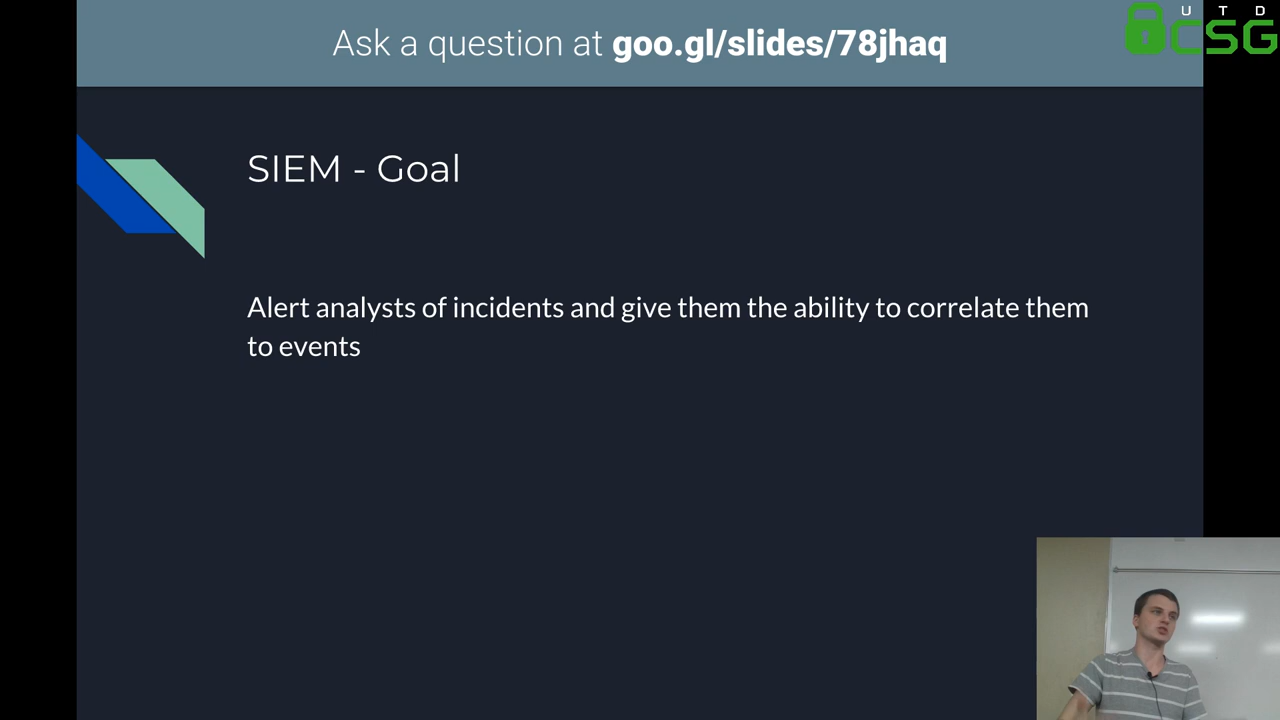 Ask a question at goo.gl/slides/78jhaq
UTD
CSG
SIEM - Goal
Alert analysts of incidents and give them the ability to correlate them
to events